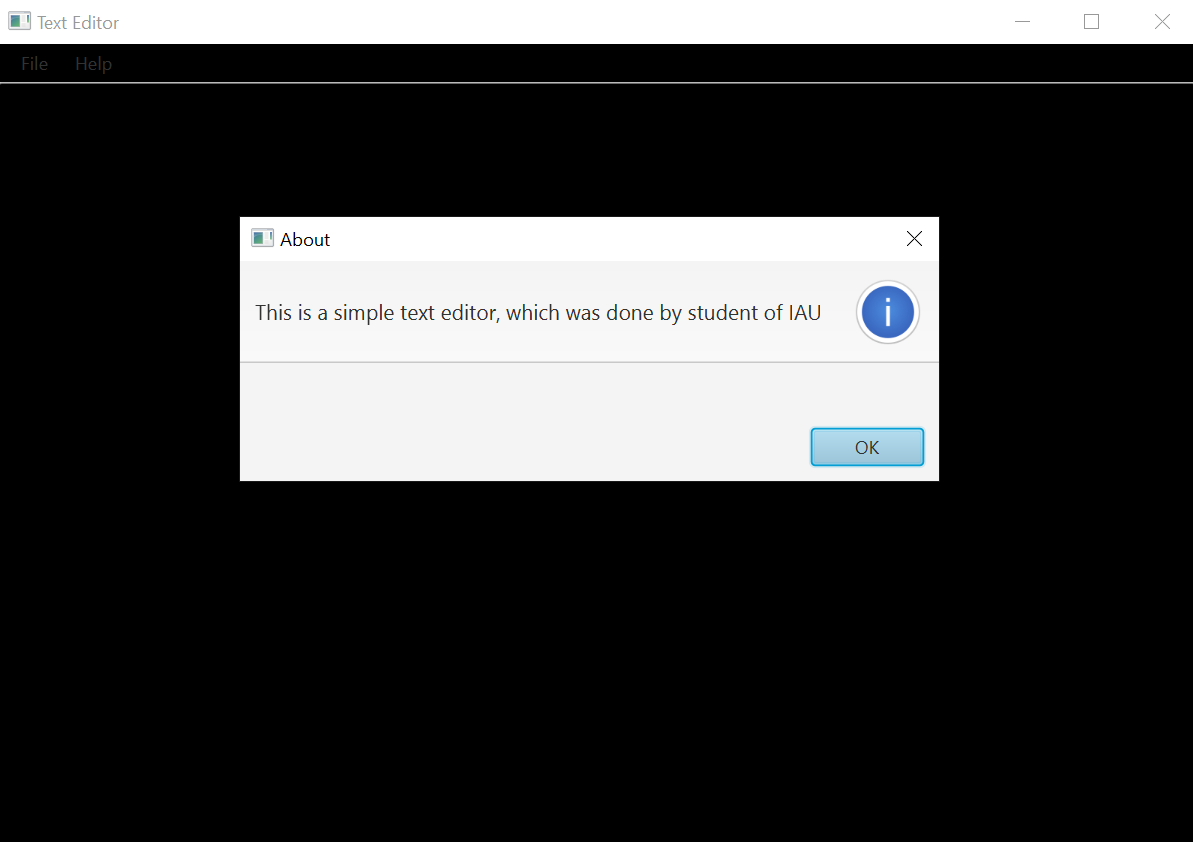 Text Editor
File Help
About
This is a simple text editor, which was done by student of IAU
i
OK